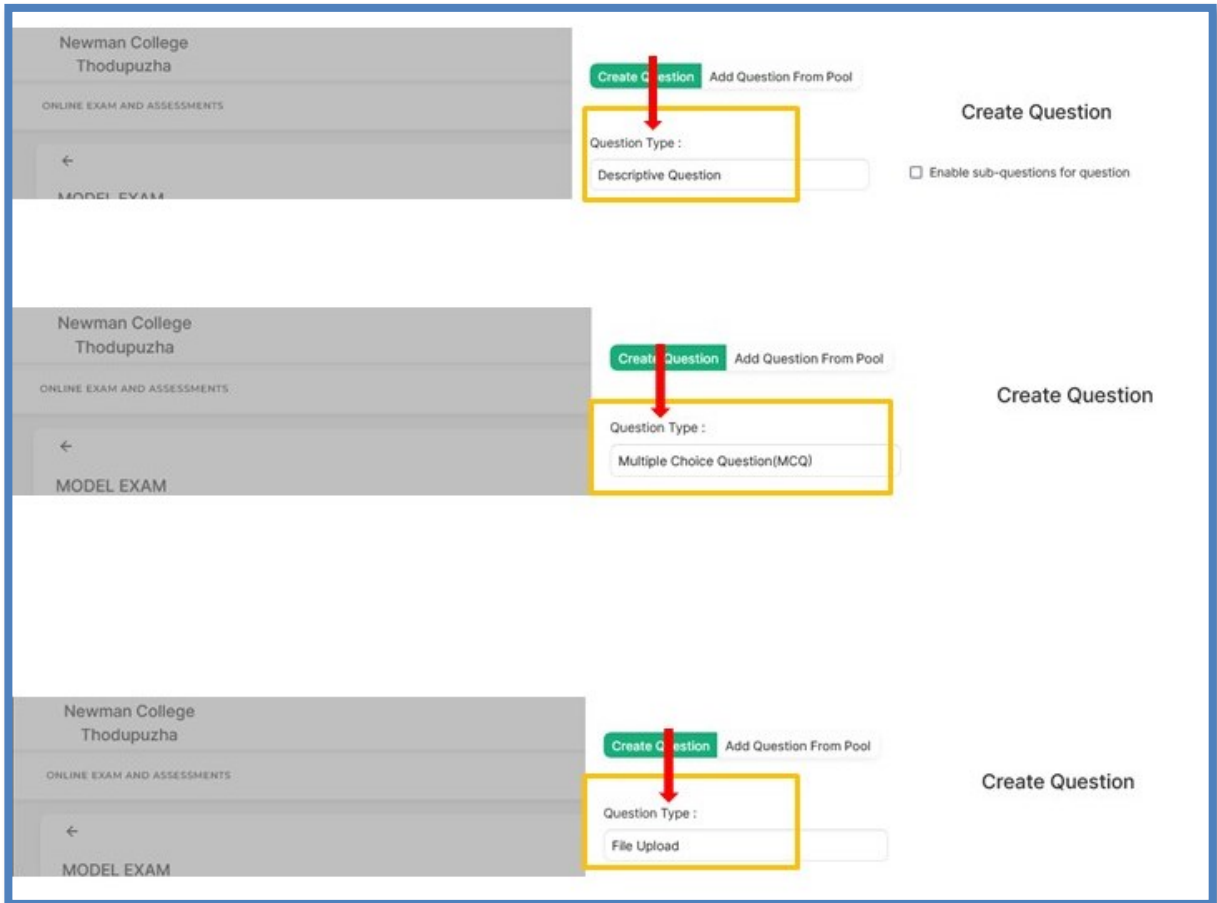 Newman College
Thodupuzha
ONLINE EXAM AND ASSESSMENTS
←
MODEL EXAM
Create Question Add Question From Pool
Create Question
Question Type :
Descriptive Question
Enable sub-questions for question
Newman College
Thodupuzha
ONLINE EXAM AND ASSESSMENTS
←
MODEL EXAM
Create Question Add Question From Pool
Create Question
Question Type :
Multiple Choice Question(MCQ)
Newman College
Thodupuzha
ONLINE EXAM AND ASSESSMENTS
←
MODEL EXAM
Create Question Add Question From Pool
Create Question
Question Type :
File Upload